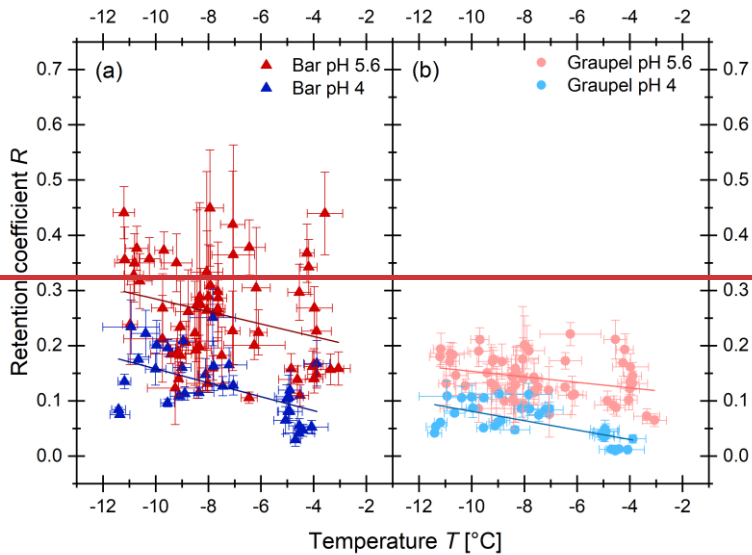 -12 -10 -8 -6 -4 -2 -12 -10 -8 -6 -4 -2
(a) Bar pH 5.6
Bar pH 4
(b) Graupel pH 5.6
Graupel pH 4
0.7 0.7
0.6 0.6
0.5 0.5
0.4 0.4
0.3 0.3
0.2 0.2
0.1 0.1
0.0 0.0
Retention coefficient R
-12 -10 -8 -6 -4 -2 -12 -10 -8 -6 -4 -2
Temperature T [°C]